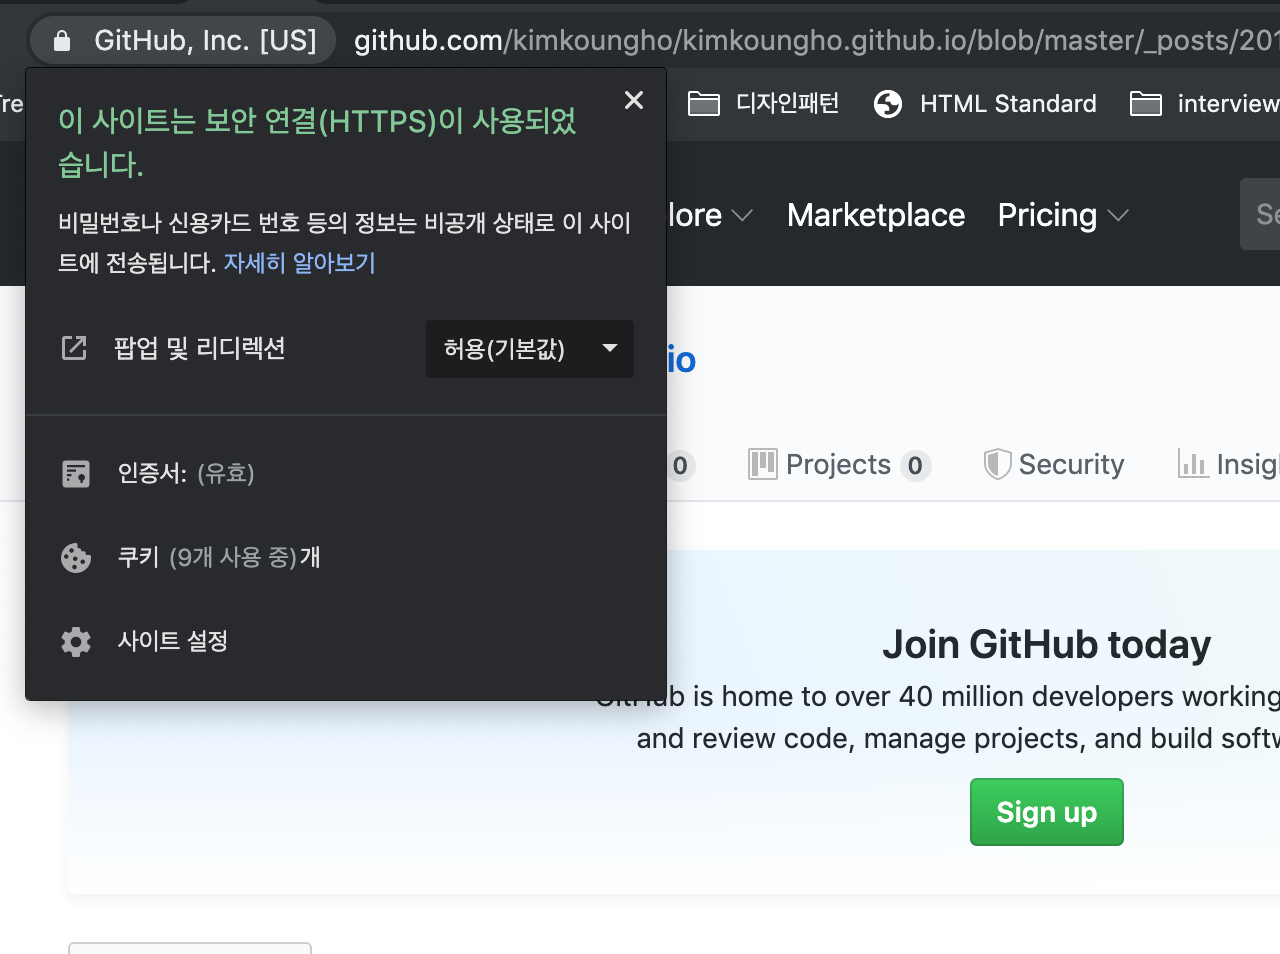 GitHub, Inc. [US] github.com/kimkoungho/kimkoungho.github.io/blob/master/_posts/201
디자인패턴 HTML Standard interview
이 사이트는 보안 연결(HTTPS)이 사용되었
습니다.
비밀번호나 신용카드 번호 등의 정보는 비공개 상태로 이 사이
트에 전송됩니다. 자세히 알아보기
팝업 및 리디렉션 허용(기본값)
인증서: (유효)
쿠키 (9개 사용 중)개
사이트 설정
lore Marketplace Pricing Se
io
0 Projects 0 Security Insig
Join GitHub today
GitHub is home to over 40 million developers working
and review code, manage projects, and build softw
Sign up